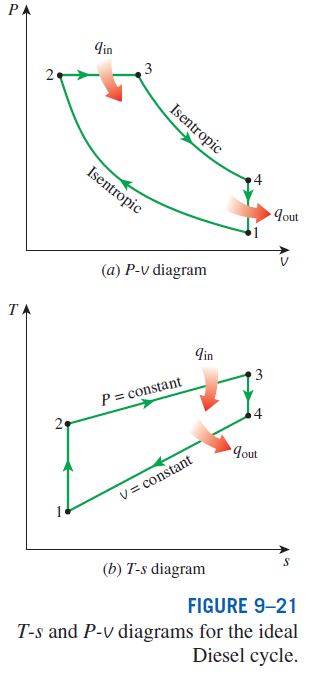 P
q_in
2
3
Isentropic
Isentropic
4
q_out
1
v
(a) P-v diagram
T
q_in
P = constant
3
2
4
q_out
v = constant
1
s
(b) T-s diagram
FIGURE 9–21
T-s and P-v diagrams for the ideal
Diesel cycle.